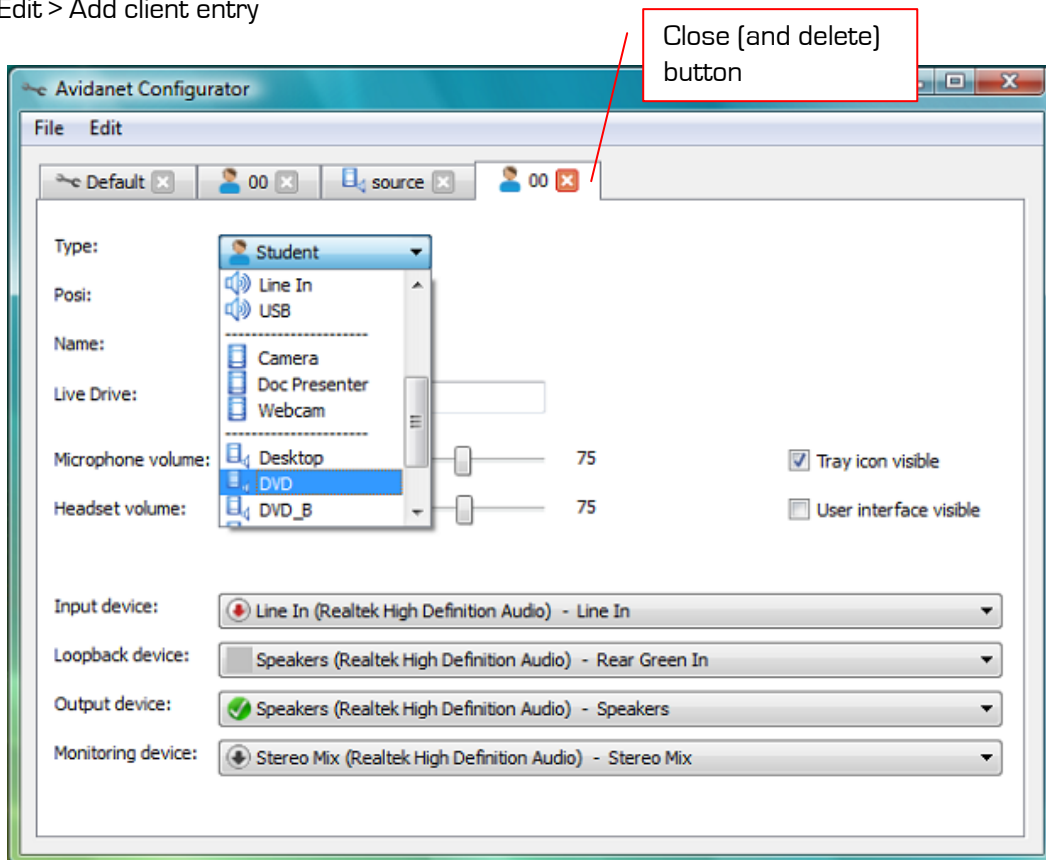 Edit > Add client entry
Close (and delete)
button
Avidanet Configurator
File Edit
Default 00 source 00
Type: Student
Line In
Posi:
USB
----------------------
Name:
Camera
Live Drive: Doc Presenter
Webcam
----------------------
Microphone volume: Desktop 75 Tray icon visible
DVD
Headset volume: DVD_B 75 User interface visible
Input device: Line In (Realtek High Definition Audio) - Line In
Loopback device: Speakers (Realtek High Definition Audio) - Rear Green In
Output device: Speakers (Realtek High Definition Audio) - Speakers
Monitoring device: Stereo Mix (Realtek High Definition Audio) - Stereo Mix